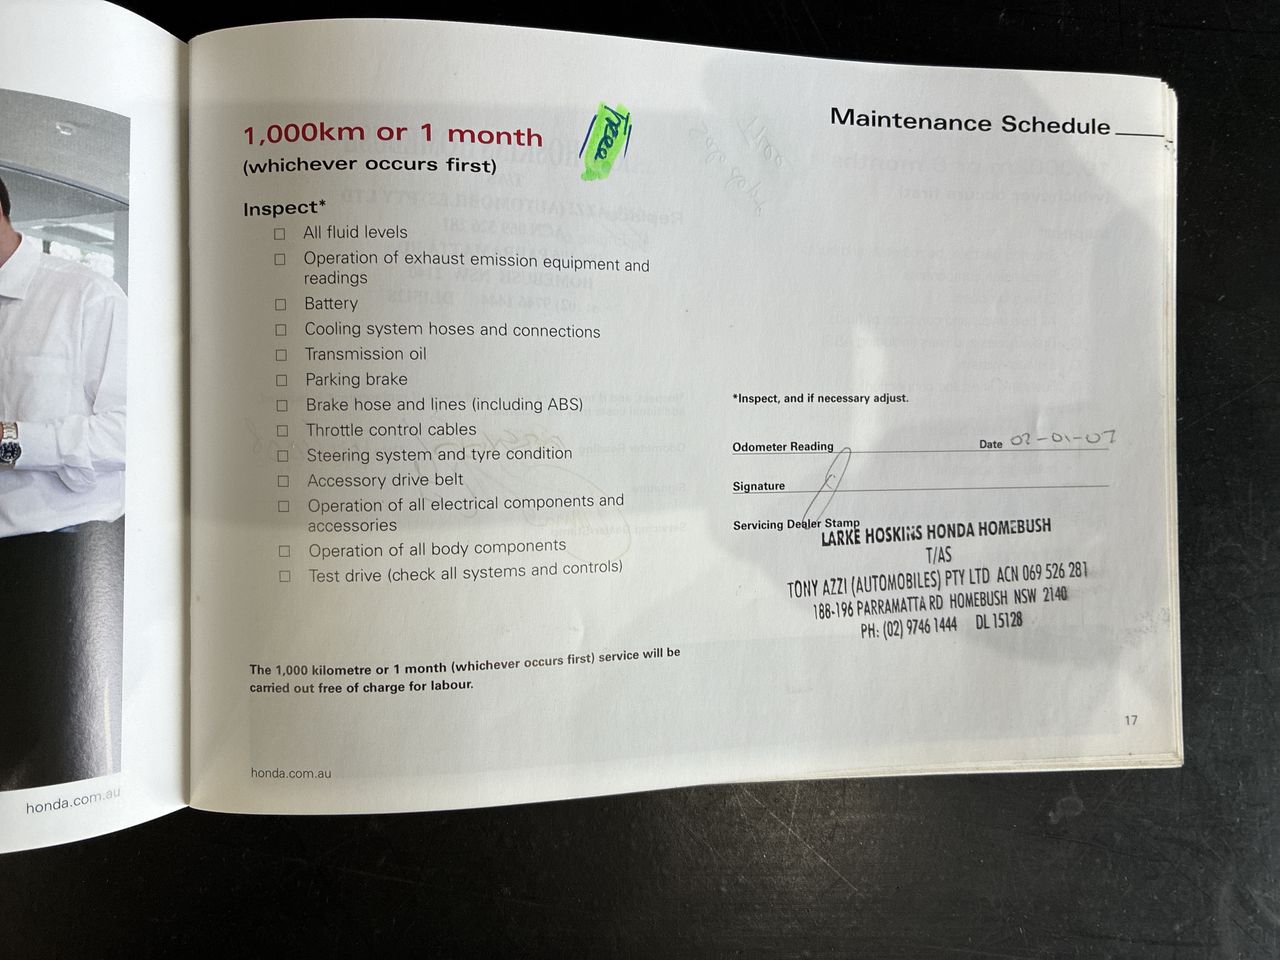 1,000km or 1 month
(whichever occurs first)
Free
Maintenance Schedule
Inspect*
All fluid levels
Operation of exhaust emission equipment and
readings
Battery
Cooling system hoses and connections
Transmission oil
Parking brake
Brake hose and lines (including ABS)
Throttle control cables
Steering system and tyre condition
Accessory drive belt
Operation of all electrical components and
accessories
Operation of all body components
Test drive (check all systems and controls)
The 1,000 kilometre or 1 month (whichever occurs first) service will be
carried out free of charge for labour.
*Inspect, and if necessary adjust.
Odometer Reading Date 02-01-07
Signature
Servicing Dealer Stamp
LARKE HOSKINS HONDA HOMEBUSH
T/AS
TONY AZZI (AUTOMOBILES) PTY LTD ACN 069 526 281
188-196 PARRAMATTA RD HOMEBUSH NSW 2140
PH: (02) 9746 1444 DL 15128
17
honda.com.au
honda.com.au